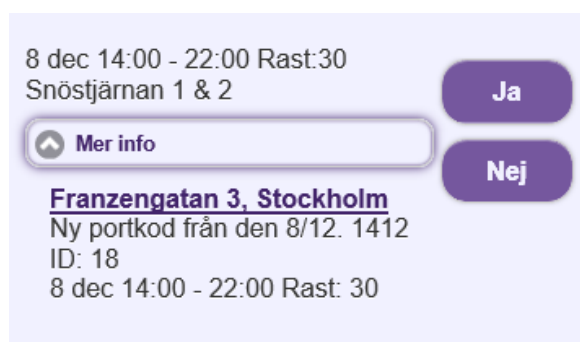 8 dec 14:00 - 22:00 Rast:30
Snöstjärnan 1 & 2
Ja
Mer info
Nej
Franzengatan 3, Stockholm
Ny portkod från den 8/12. 1412
ID: 18
8 dec 14:00 - 22:00 Rast: 30